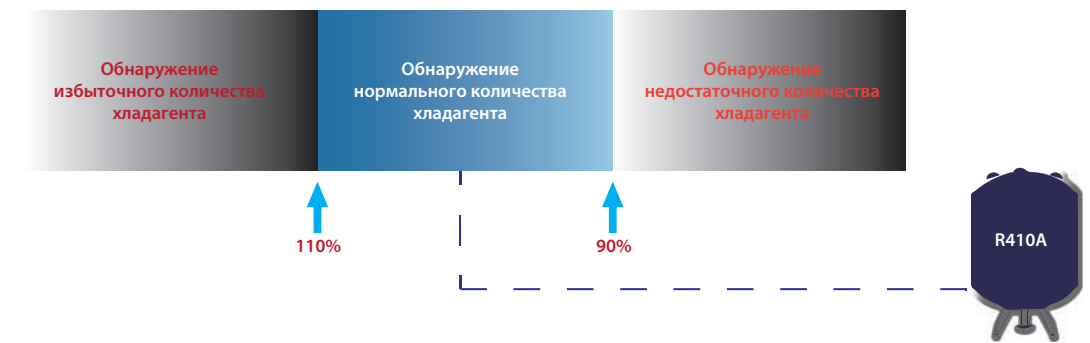 Обнаружение
избыточного количества
хладагента
Обнаружение
нормального количества
хладагента
Обнаружение
недостаточного количества
хладагента
110%
90%
R410A